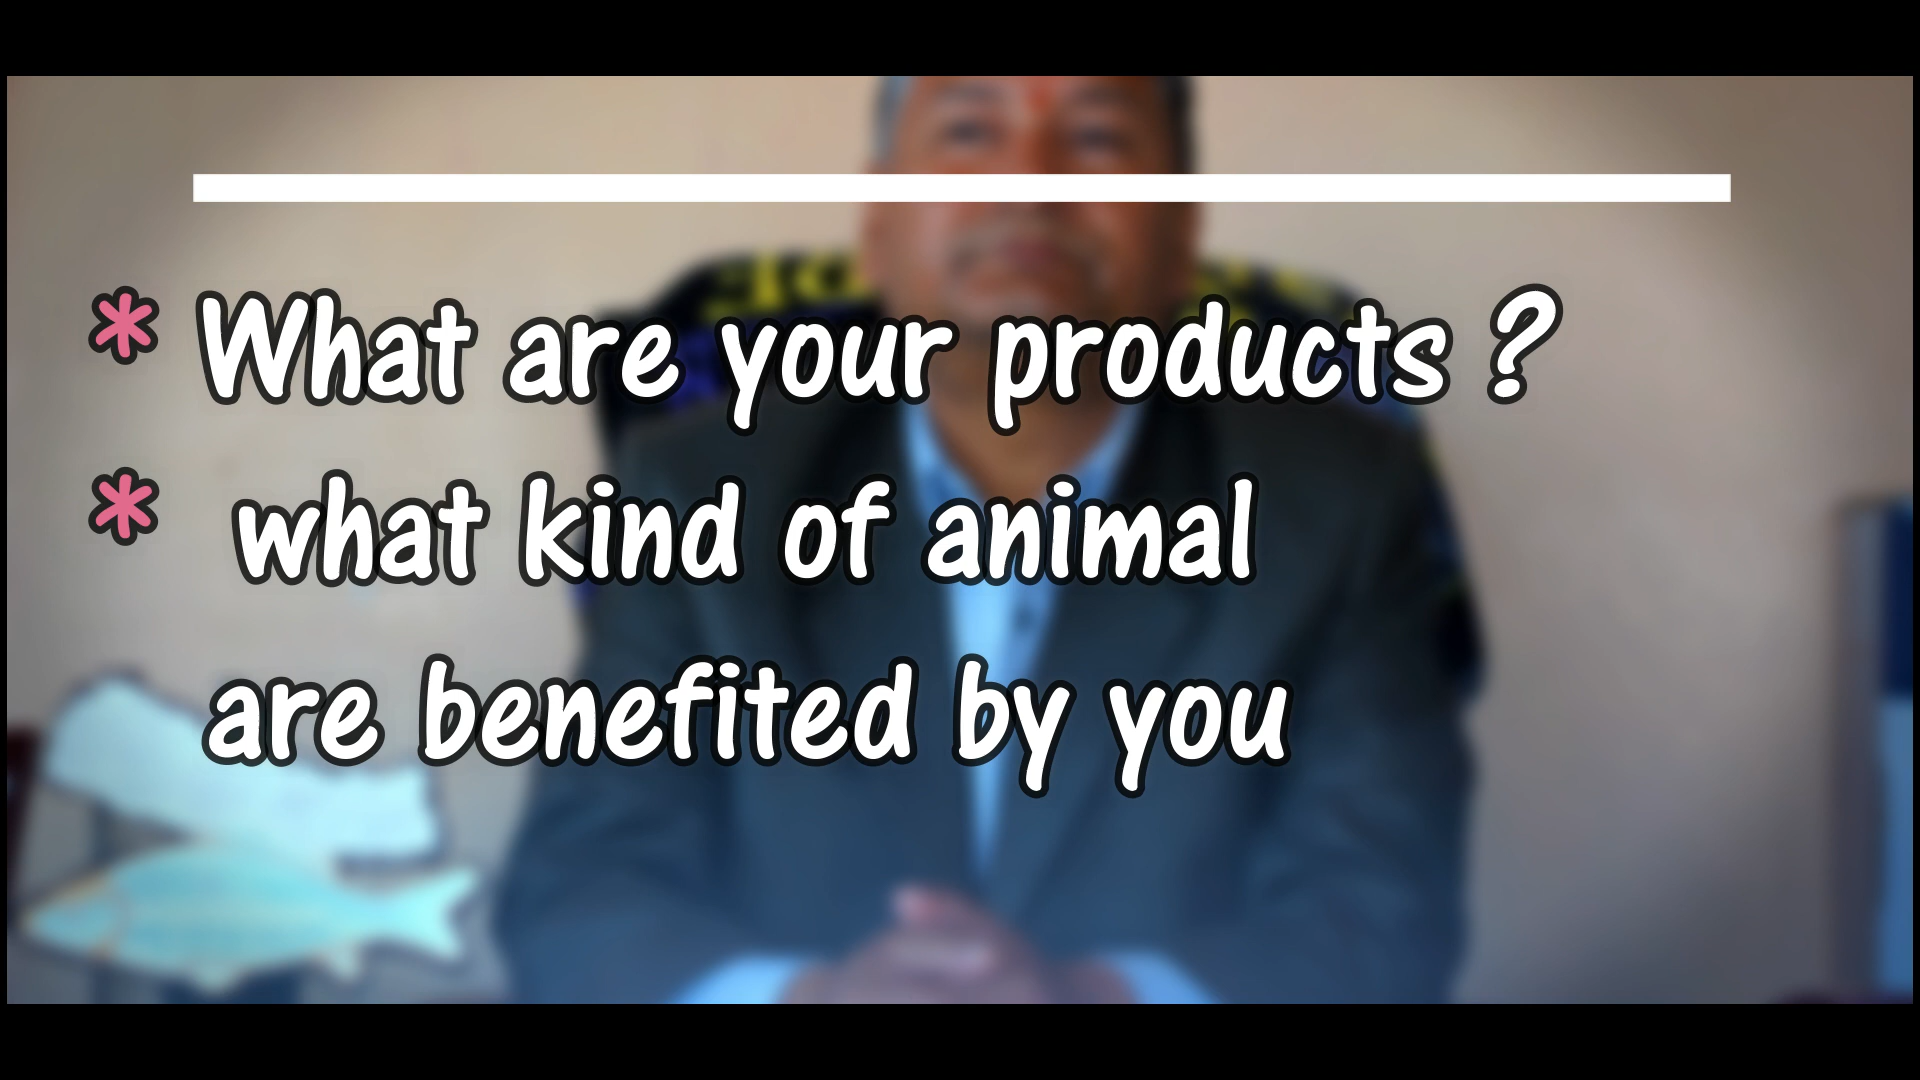 * What are your products ?
* what kind of animal
are benefited by you